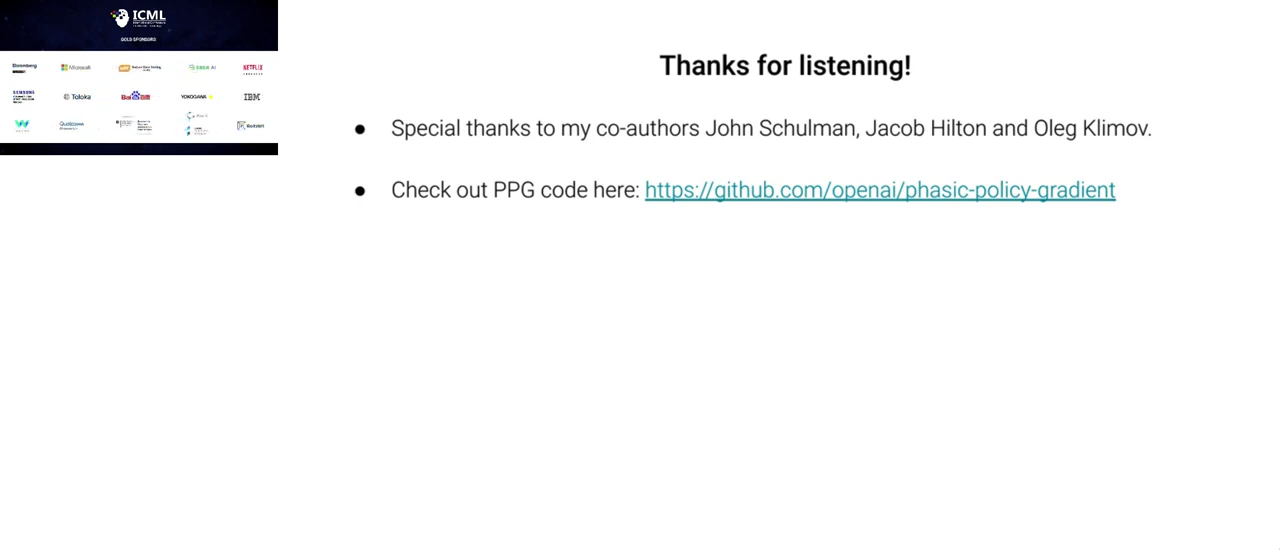 ICML
GOLD SPONSORS
Bloomberg
Microsoft
NETFLIX
SAMSUNG
Toloka
Bai
YOKOGAWA
IBM
Qualcomm
Thanks for listening!
● Special thanks to my co-authors John Schulman, Jacob Hilton and Oleg Klimov.
● Check out PPG code here: https://github.com/openai/phasic-policy-gradient